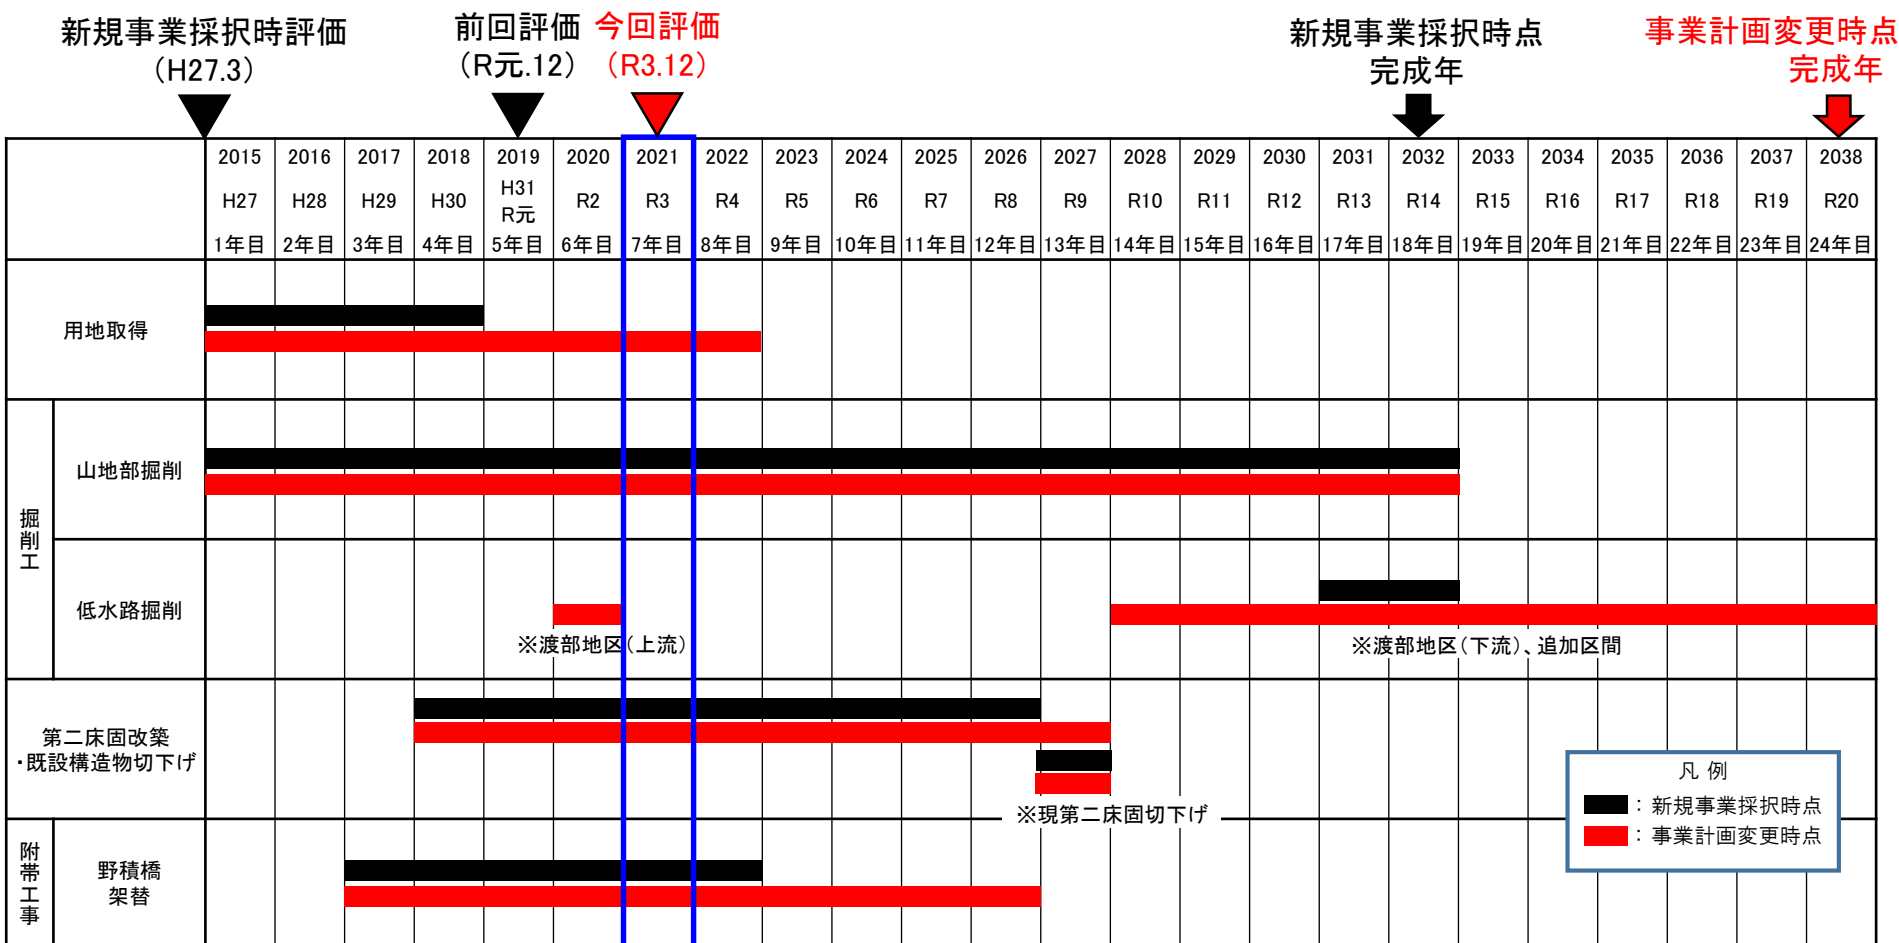 新規事業採択時評価
（H27.3）
前回評価
（R元.12）
今回評価
（R3.12）
新規事業採択時点
完成年
事業計画変更時点
完成年
2015 2016 2017 2018 2019 2020 2021 2022 2023 2024 2025 2026 2027 2028 2029 2030 2031 2032 2033 2034 2035 2036 2037 2038
H27 H28 H29 H30 H31 R元 R2 R3 R4 R5 R6 R7 R8 R9 R10 R11 R12 R13 R14 R15 R16 R17 R18 R19 R20
1年目 2年目 3年目 4年目 5年目 6年目 7年目 8年目 9年目 10年目 11年目 12年目 13年目 14年目 15年目 16年目 17年目 18年目 19年目 20年目 21年目 22年目 23年目 24年目
用地取得
掘削工
山地部掘削
低水路掘削
※渡部地区（上流）
※渡部地区（下流）、追加区間
第二床固改築
・既設構造物切下げ
※現第二床固切下げ
附帯工事
野積橋
架替
凡 例
：新規事業採択時点
：事業計画変更時点